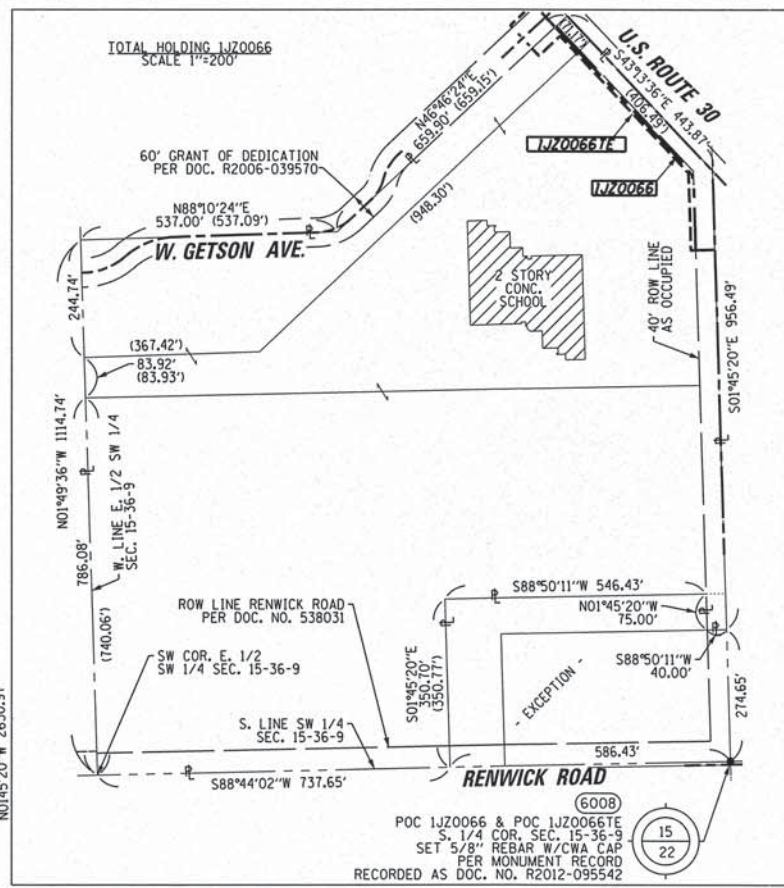 TOTAL HOLDING 1JZ0066
SCALE 1"=200'
U.S. ROUTE 30
S43°13'36"E 443.87'
(406.49')
(71.17')
N46°46'24"E
659.90' (659.15')
1JZ0066TE
1JZ0066
60' GRANT OF DEDICATION
PER DOC. R2006-039570
N88°10'24"E
537.00' (537.09')
W. GETSON AVE.
(948.30')
2 STORY
CONC.
SCHOOL
40' ROW LINE
AS OCCUPIED
S01°45'20"E 956.49'
244.74'
(367.42')
83.92'
(83.93')
N01°49'36"W 1114.74'
786.08'
W. LINE E. 1/2 SW 1/4
SEC. 15-36-9
(740.06')
S88°50'11"W 546.43'
N01°45'20"W
75.00'
ROW LINE RENWICK ROAD
PER DOC. NO. 538031
SW COR. E. 1/2
SW 1/4 SEC. 15-36-9
S01°45'20"E
350.70'
(350.77')
- EXCEPTION -
S88°50'11"W
40.00'
274.65'
S. LINE SW 1/4
SEC. 15-36-9
586.43'
S88°44'02"W 737.65'
RENWICK ROAD
6008
POC 1JZ0066 & POC 1JZ0066TE
S. 1/4 COR. SEC. 15-36-9
SET 5/8" REBAR W/CWA CAP
PER MONUMENT RECORD
RECORDED AS DOC. NO. R2012-095542
15
22